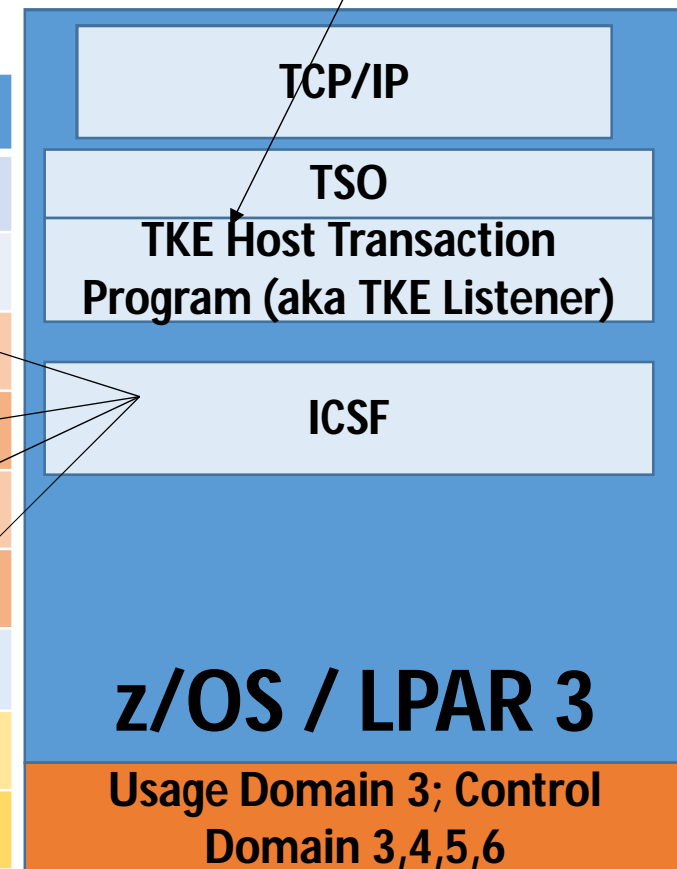 TCP/IP
TSO
TKE Host Transaction
Program (aka TKE Listener)
ICSF
z/OS / LPAR 3
Usage Domain 3; Control
Domain 3,4,5,6